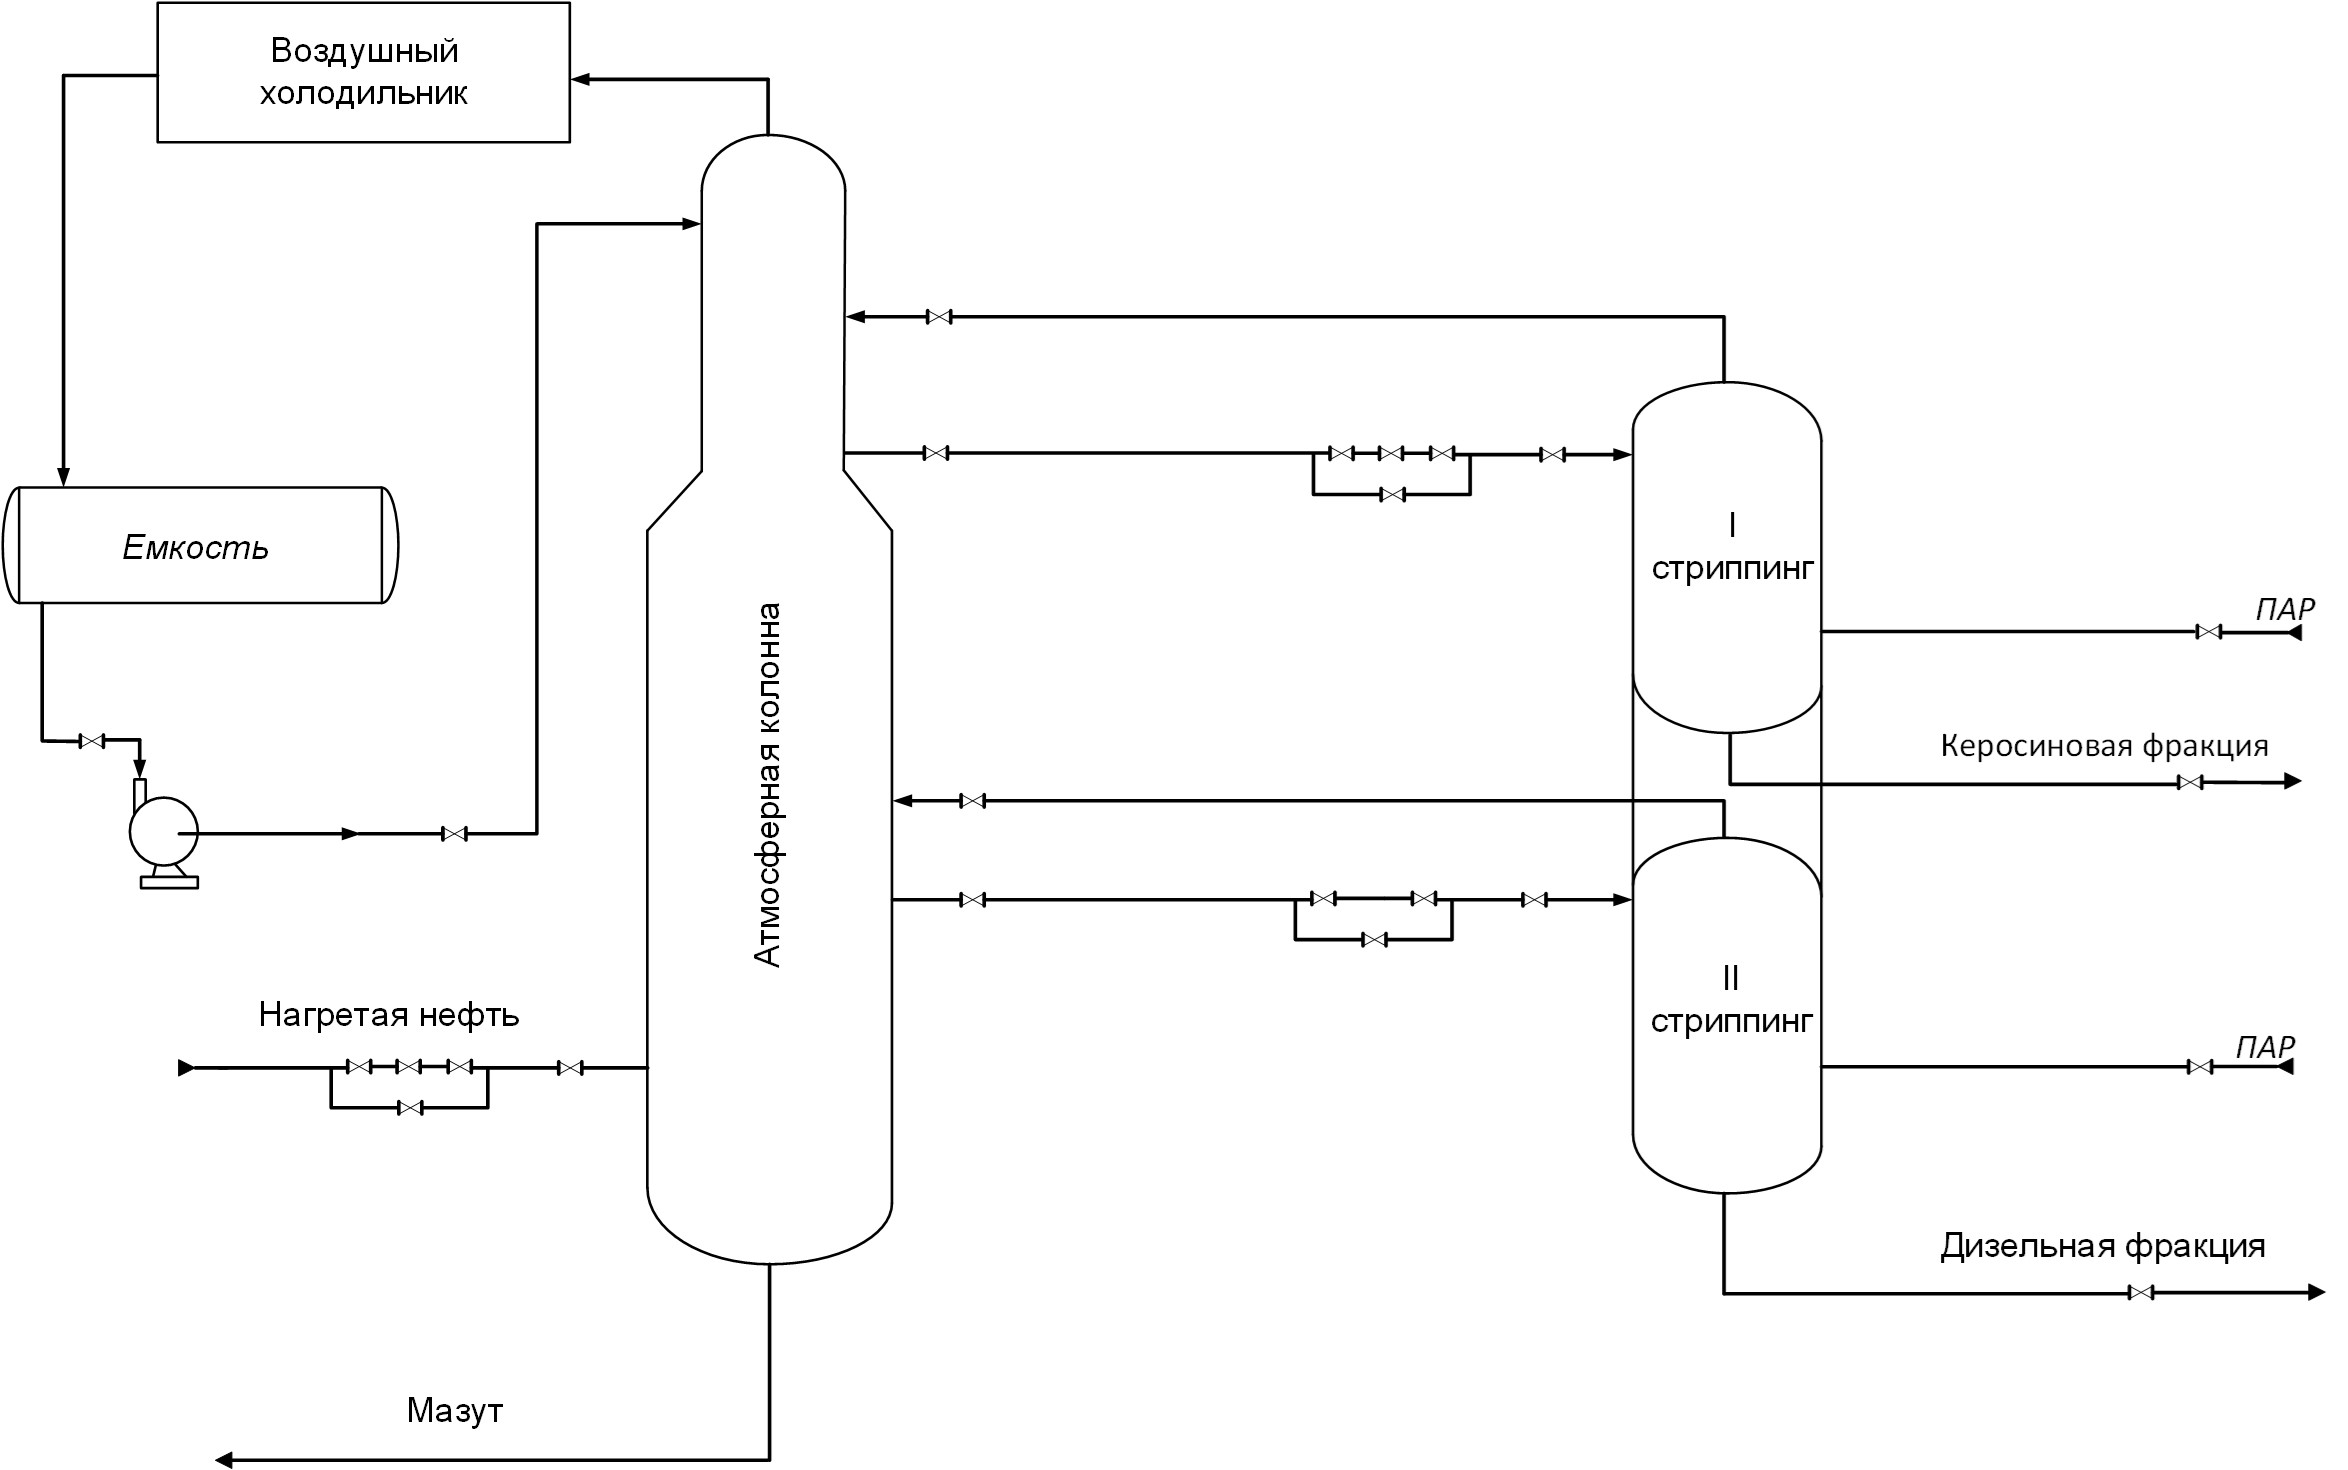 Воздушный
холодильник
Емкость
Атмосферная колонна
I
стриппинг
ПАР
Керосиновая фракция
II
стриппинг
Нагретая нефть
ПАР
Дизельная фракция
Мазут